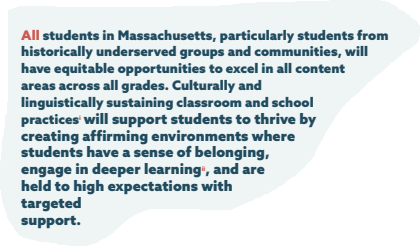 All students in Massachusetts, particularly students from
historically underserved groups and communities, will
have equitable opportunities to excel in all content
areas across all grades. Culturally and
linguistically sustaining classroom and school
practicesⁱ will support students to thrive by
creating affirming environments where
students have a sense of belonging,
engage in deeper learningⁱⁱ, and are
held to high expectations with
targeted
support.